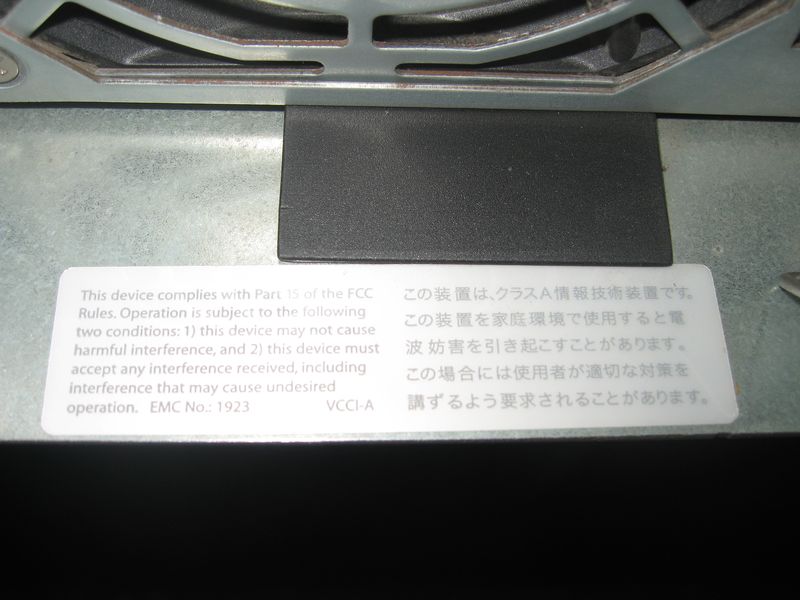 This device complies with Part 15 of the FCC
Rules. Operation is subject to the following
two conditions: 1) this device may not cause
harmful interference, and 2) this device must
accept any interference received, including
interference that may cause undesired
operation. EMC No.: 1923 VCCI-A
この装置は、クラスA情報技術装置です。
この装置を家庭環境で使用すると電
波妨害を引き起こすことがあります。
この場合には使用者が適切な対策を
講ずるよう要求されることがあります。